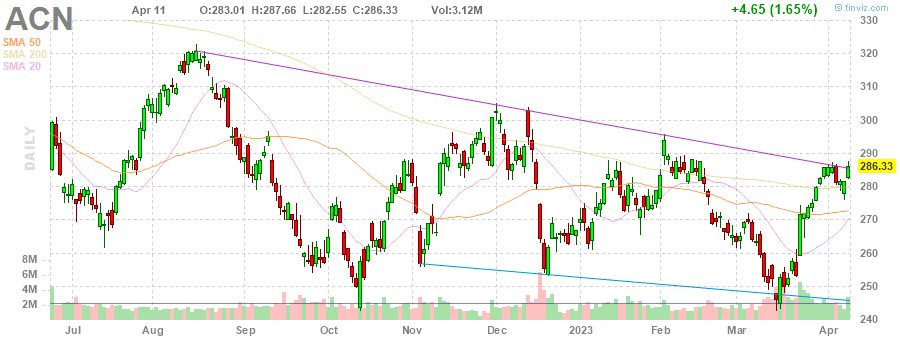 ACN Apr 11 O:283.01 H:287.66 L:282.55 C:286.33 Vol:3.12M +4.65 (1.65%) © finviz.com
SMA 50
SMA 200
SMA 20
DAILY
330
320
310
300
290
286.33
280
270
260
250
240
8M
6M
4M
2M
Jul Aug Sep Oct Nov Dec 2023 Feb Mar Apr